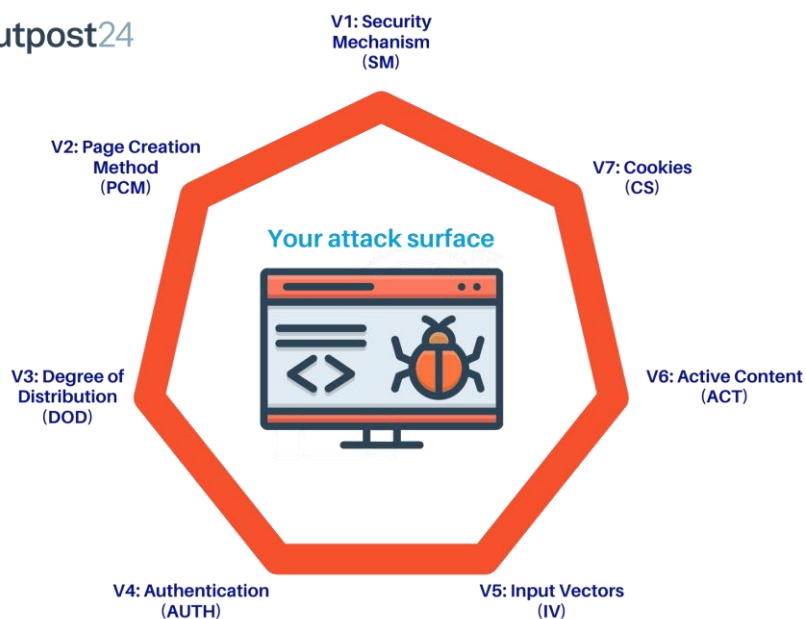 utpost24
V1: Security
Mechanism
(SM)
V2: Page Creation
Method
(PCM)
V7: Cookies
(CS)
Your attack surface
V3: Degree of
Distribution
(DOD)
V6: Active Content
(ACT)
V4: Authentication
(AUTH)
V5: Input Vectors
(IV)